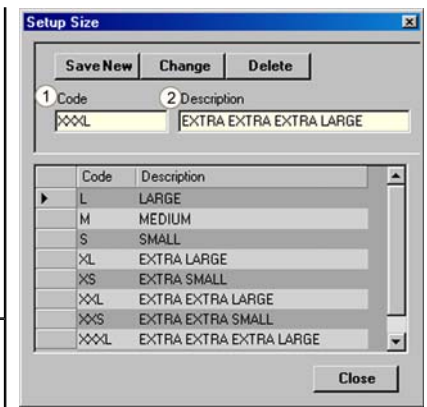 Setup Size
Save New Change Delete
1 Code 2 Description
XXXL EXTRA EXTRA EXTRA LARGE
Code Description
L LARGE
M MEDIUM
S SMALL
XL EXTRA LARGE
XS EXTRA SMALL
XXL EXTRA EXTRA LARGE
XXS EXTRA EXTRA SMALL
XXXL EXTRA EXTRA EXTRA LARGE
Close